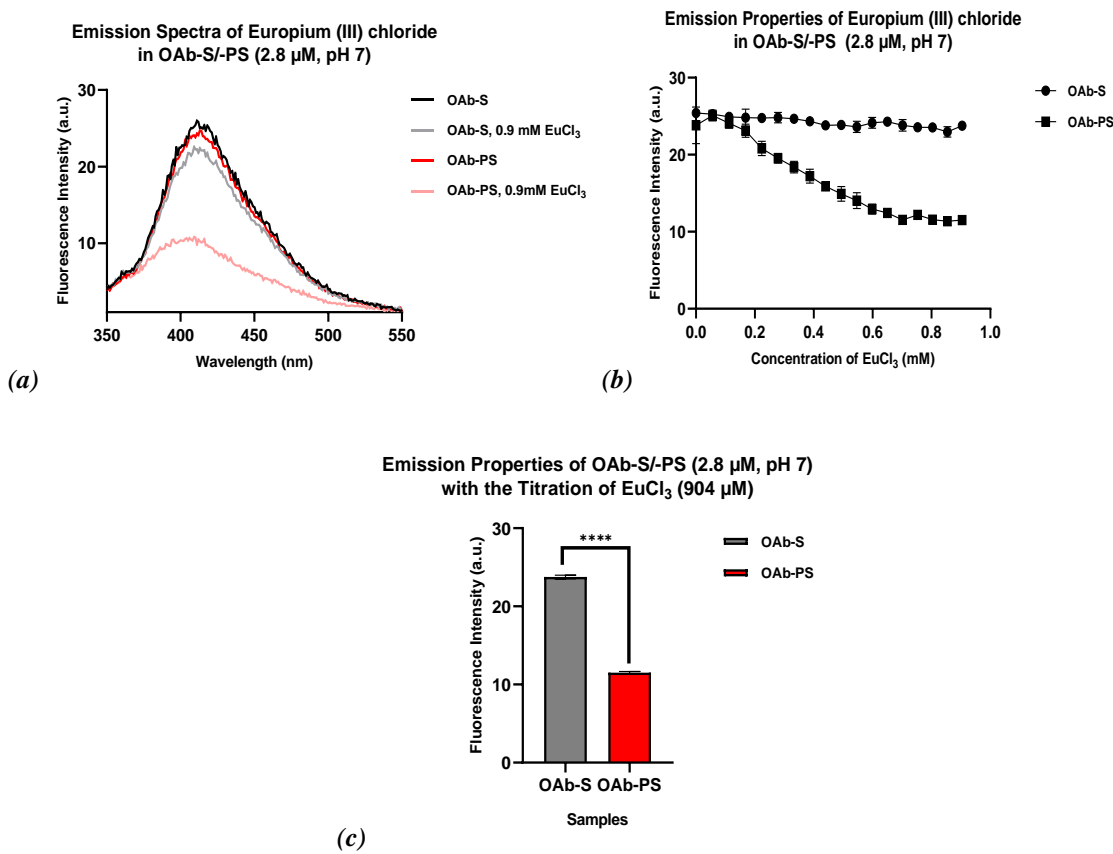 Emission Spectra of Europium (III) chloride
in OAb-S/-PS (2.8 µM, pH 7)
Fluorescence Intensity (a.u.)
30
20
10
350
400
450
500
550
Wavelength (nm)
OAb-S
OAb-S, 0.9 mM EuCl₃
OAb-PS
OAb-PS, 0.9mM EuCl₃
(a)
Emission Properties of Europium (III) chloride
in OAb-S/-PS (2.8 µM, pH 7)
Fluorescence Intensity (a.u.)
30
20
10
0
0.0
0.2
0.4
0.6
0.8
1.0
Concentration of EuCl₃ (mM)
OAb-S
OAb-PS
(b)
Emission Properties of OAb-S/-PS (2.8 µM, pH 7)
with the Titration of EuCl₃ (904 µM)
Fluorescence Intensity (a.u.)
30
20
10
0
****
OAb-S OAb-PS
Samples
OAb-S
OAb-PS
(c)